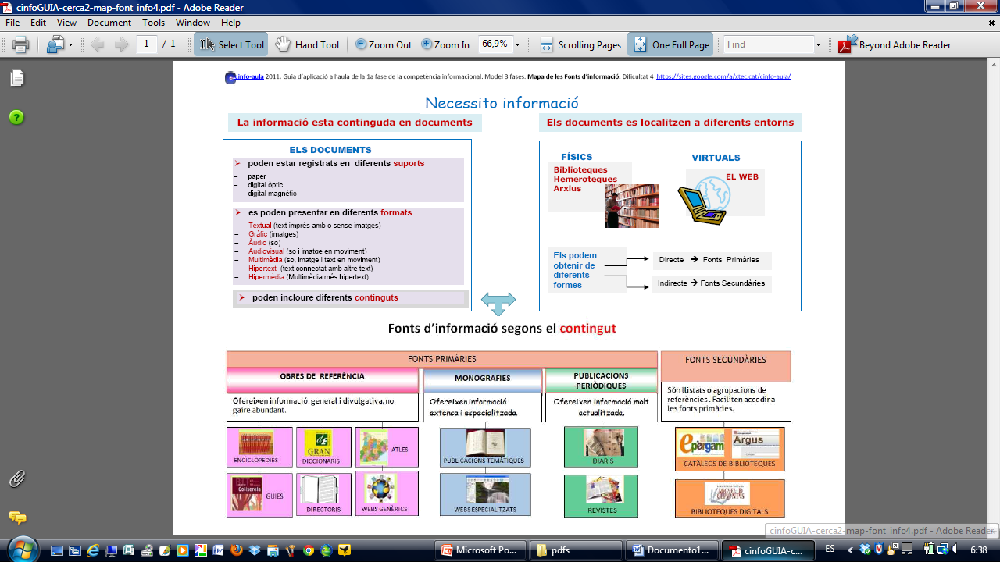 cinfoGUIA-cerca2-map-font_info4.pdf - Adobe Reader
File Edit View Document Tools Window Help
1 / 1 Select Tool Hand Tool Zoom Out Zoom In 66,9% Scrolling Pages One Full Page Find Beyond Adobe Reader
cinfo-aula 2011. Guia d'aplicació a l'aula de la 1a fase de la competència informacional. Model 3 fases. Mapa de les Fonts d'informació. Dificultat 4 https://sites.google.com/a/xtec.cat/cinfo-aula/
Necessito informació
La informació esta continguda en documents
Els documents es localitzen a diferents entorns
ELS DOCUMENTS
➢ poden estar registrats en diferents suports
– paper
– digital òptic
– digital magnètic
➢ es poden presentar en diferents formats
– Textual (text imprès amb o sense imatges)
– Gràfic (imatges)
– Àudio (so)
– Audiovisual (so i imatge en moviment)
– Multimèdia (so, imatge i text en moviment)
– Hipertext (text connectat amb altre text)
– Hipermèdia (Multimèdia més hipertext)
➢ poden incloure diferents continguts
FÍSICS
Biblioteques
Hemeroteques
Arxius
VIRTUALS
EL WEB
Els podem
obtenir de
diferents
formes
Directe → Fonts Primàries
Indirecte → Fonts Secundàries
Fonts d'informació segons el contingut
FONTS PRIMÀRIES
FONTS SECUNDÀRIES
OBRES DE REFERÈNCIA
MONOGRAFIES
PUBLICACIONS
PERIÒDIQUES
Ofereixen informació general i divulgativa, no
gaire abundant.
Ofereixen informació
extensa i especialitzada.
Ofereixen informació molt
actualitzada.
Són llistats o agrupacions de
referències . Faciliten accedir a
les fonts primàries.
ENCICLOPÈDIES
GRAN
DICCIONARIS
ATLES
PUBLICACIONS TEMÀTIQUES
DIARIS
epèrgam
Argus
CATÀLEGS DE BIBLIOTEQUES
Collserola
GUIES
DIRECTORIS
WEBS GENÈRICS
WEBS ESPECIALITZATS
REVISTES
MIGUEL DE
CERVANTES
BIBLIOTEQUES DIGITALS
cinfoGUIA-cerca2-map-font_info4.pdf - Adobe Reader
Microsoft Po... pdfs Documento1... cinfoGUIA-c... ES 6:38